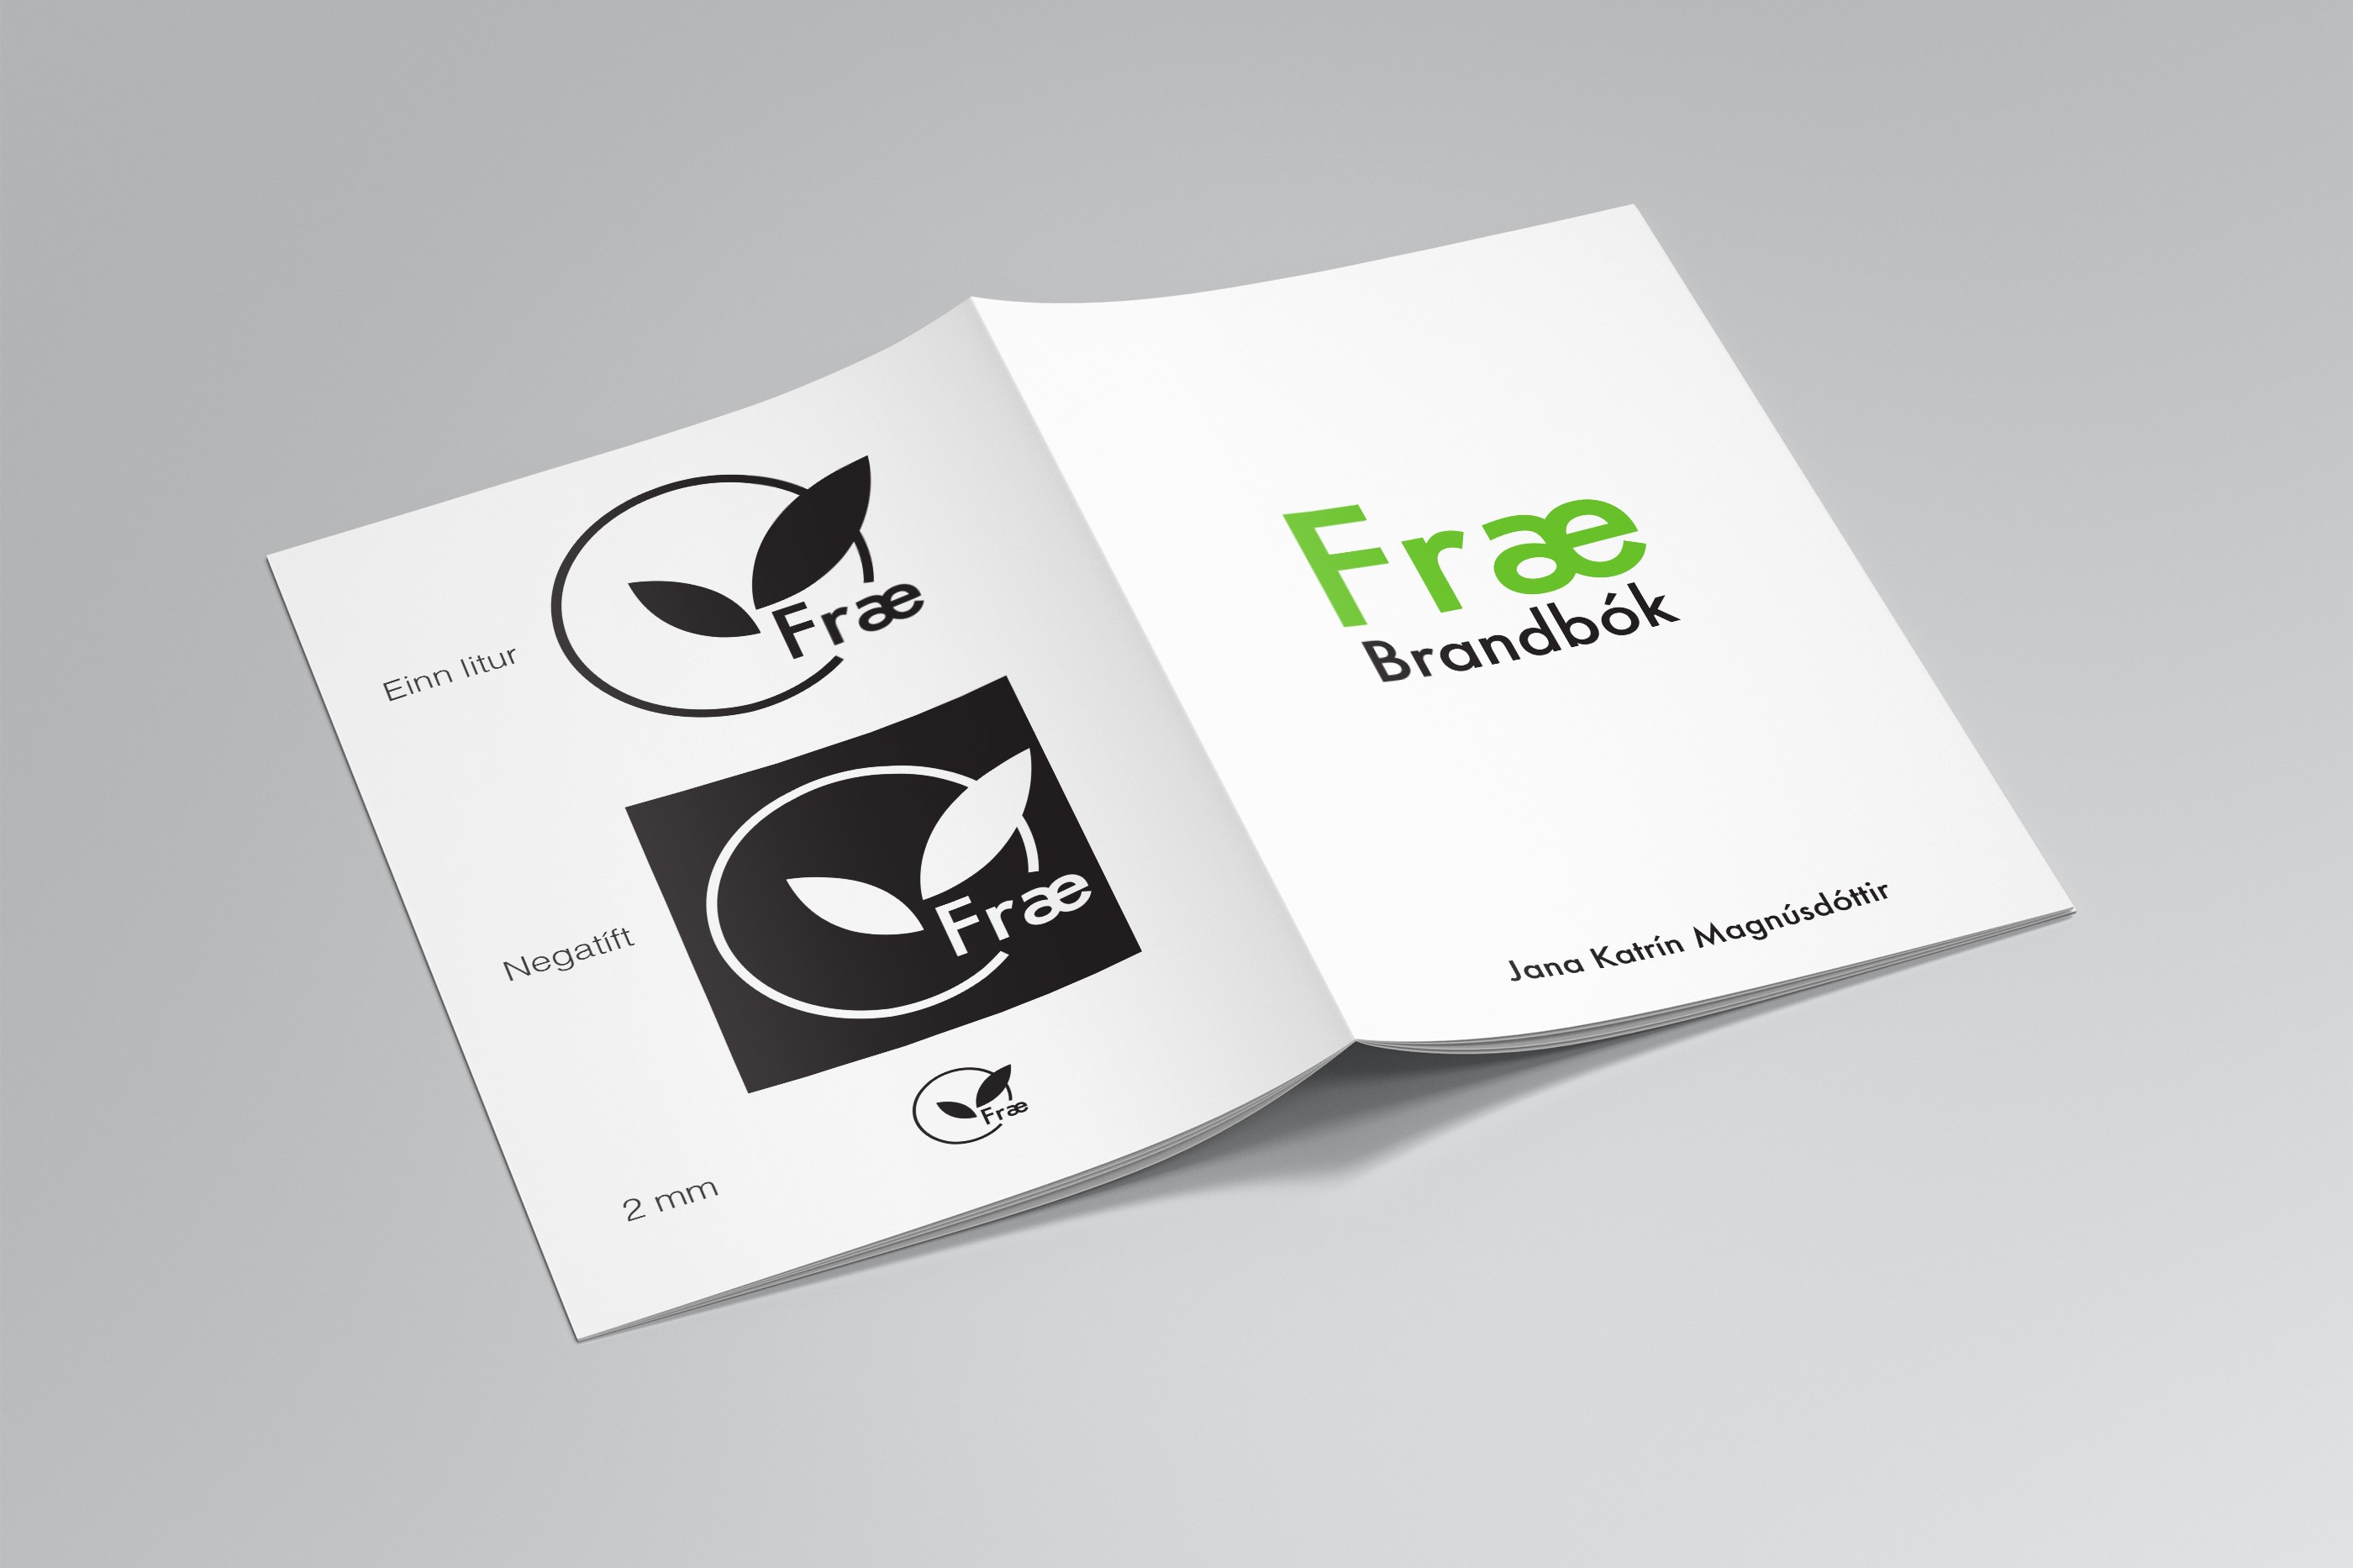 Fræ
Einn litur
Fræ
Negatíft
Fræ
2 mm
Fræ
Brandbók
Jana Katrín Magnúsdóttir